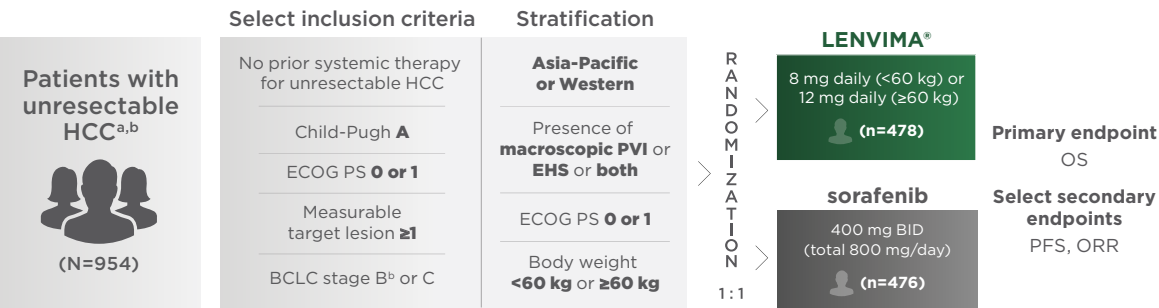 Select inclusion criteria
Stratification
Patients with
unresectable
HCCa,b
(N=954)
No prior systemic therapy
for unresectable HCC
Child-Pugh A
ECOG PS 0 or 1
Measurable
target lesion ≥1
BCLC stage Bb or C
Asia-Pacific
or Western
Presence of
macroscopic PVI or
EHS or both
ECOG PS 0 or 1
Body weight
<60 kg or ≥60 kg
RANDOMIZATION
1:1
LENVIMA®
8 mg daily (<60 kg) or
12 mg daily (≥60 kg)
(n=478)
sorafenib
400 mg BID
(total 800 mg/day)
(n=476)
Primary endpoint
OS
Select secondary
endpoints
PFS, ORR